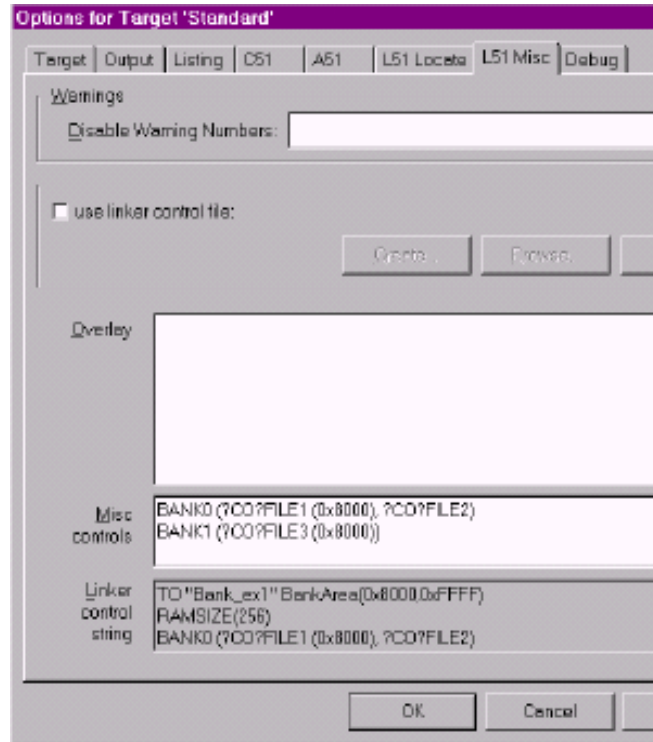 Options for Target 'Standard'
Target Output Listing C51 A51 L51 Locate L51 Misc Debug
Warnings
Disable Warning Numbers:
use linker control file:
Create... Browse...
Overlay
Misc controls
BANK0 (?CO?FILE1 (0x8000), ?CO?FILE2)
BANK1 (?CO?FILE3 (0x8000))
Linker control string
TO "Bank_ex1" BankArea(0x8000,0xFFFF)
RAMSIZE(256)
BANK0 (?CO?FILE1 (0x8000), ?CO?FILE2)
OK Cancel